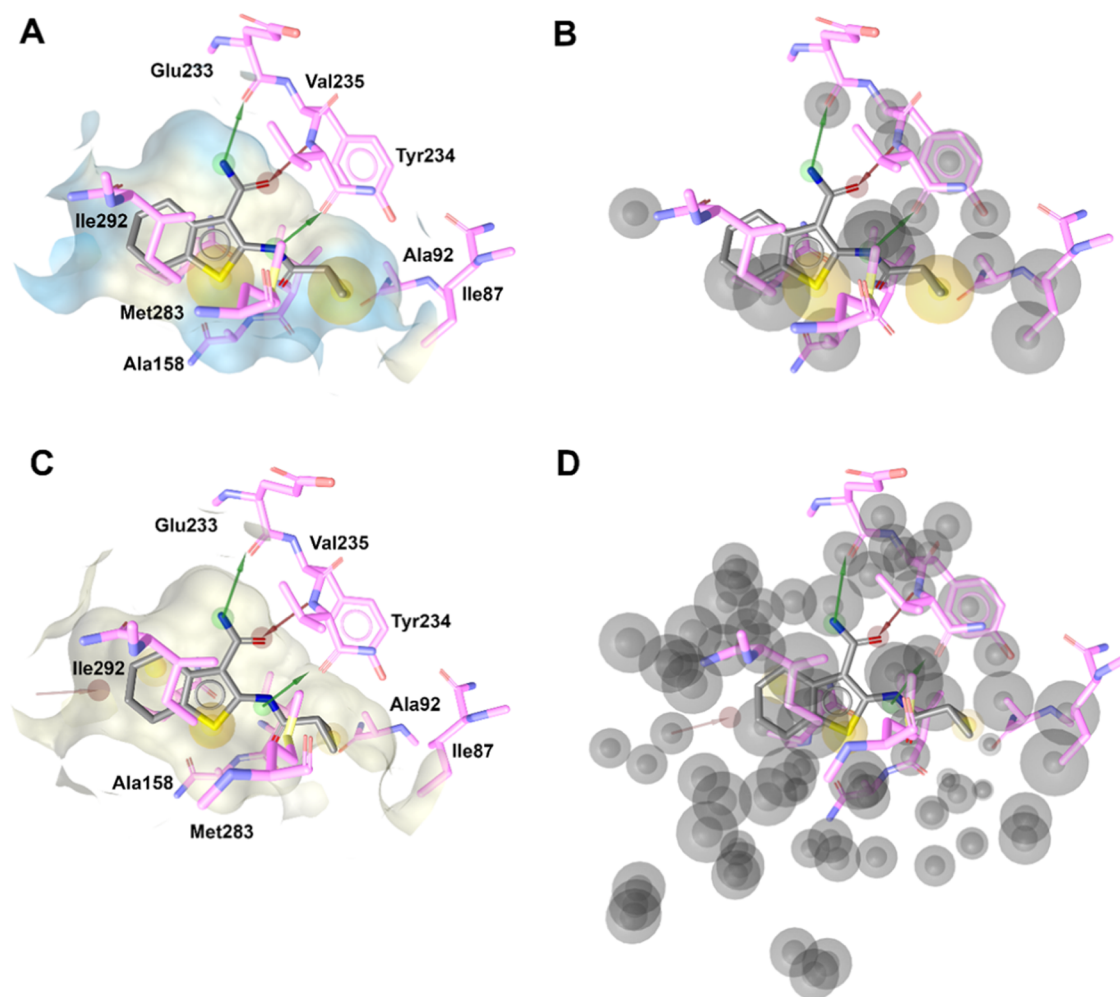 A
B
Glu233
Val235
Tyr234
Ile292
Ala92
Met283
Ile87
Ala158
C
D
Glu233
Val235
Tyr234
Ile292
Ala92
Ile87
Ala158
Met283